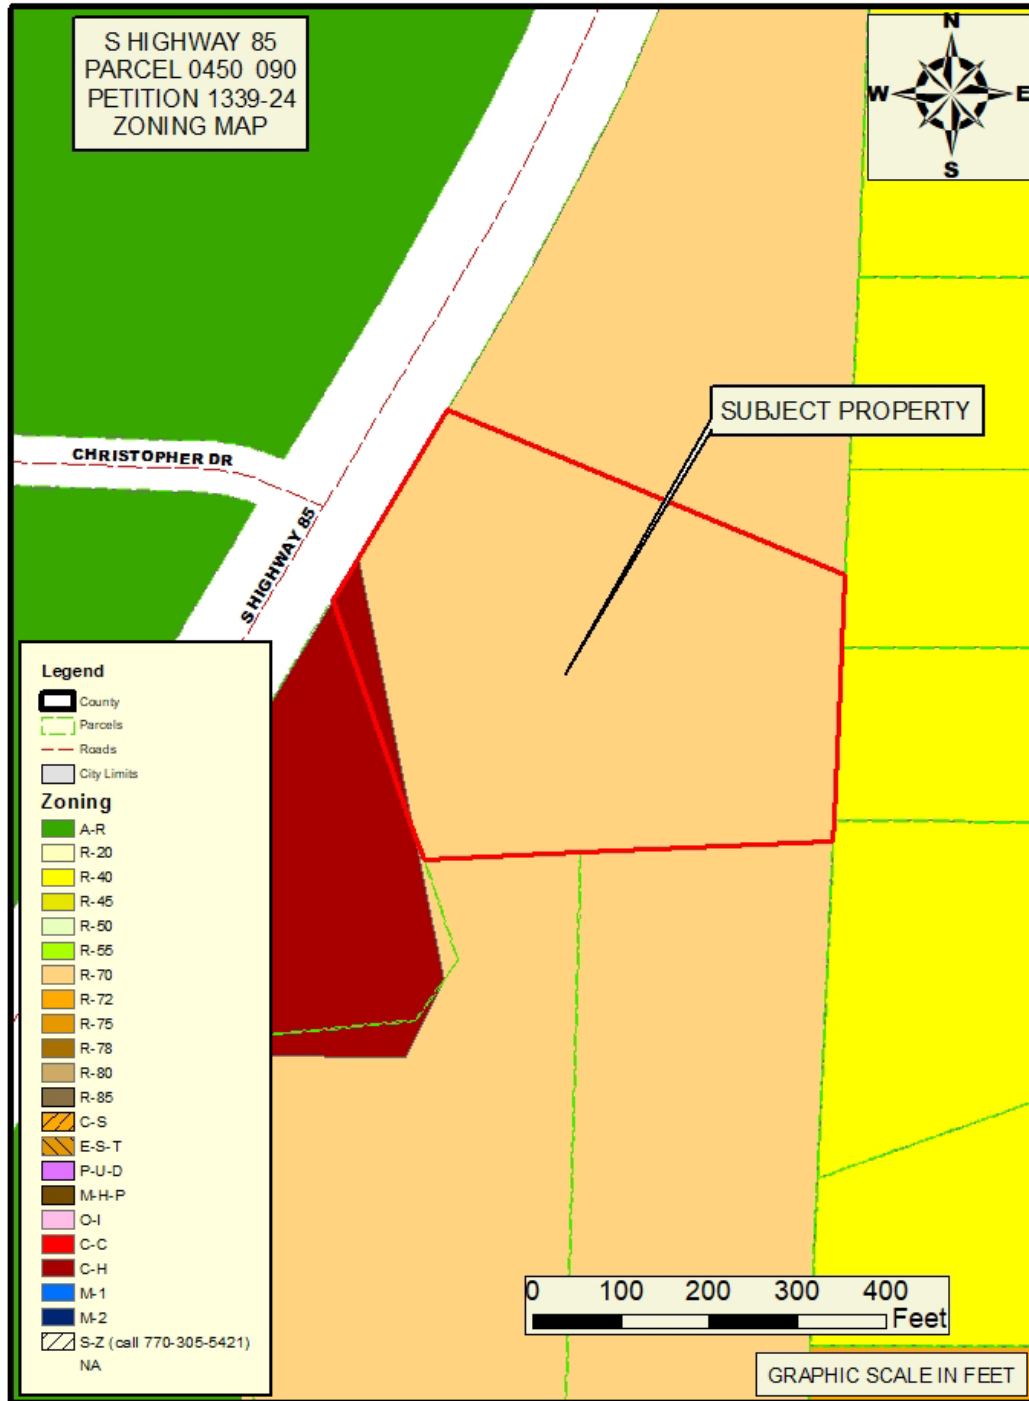 S HIGHWAY 85
PARCEL 0450 090
PETITION 1339-24
ZONING MAP
N
W
E
S
SUBJECT PROPERTY
CHRISTOPHER DR
S HIGHWAY 85
Legend
County
Parcels
Roads
City Limits
Zoning
A-R
R-20
R-40
R-45
R-50
R-55
R-70
R-72
R-75
R-78
R-80
R-85
C-S
E-S-T
P-U-D
M-H-P
O-I
C-C
C-H
M-1
M-2
S-Z (call 770-305-5421)
NA
0 100 200 300 400
Feet
GRAPHIC SCALE IN FEET